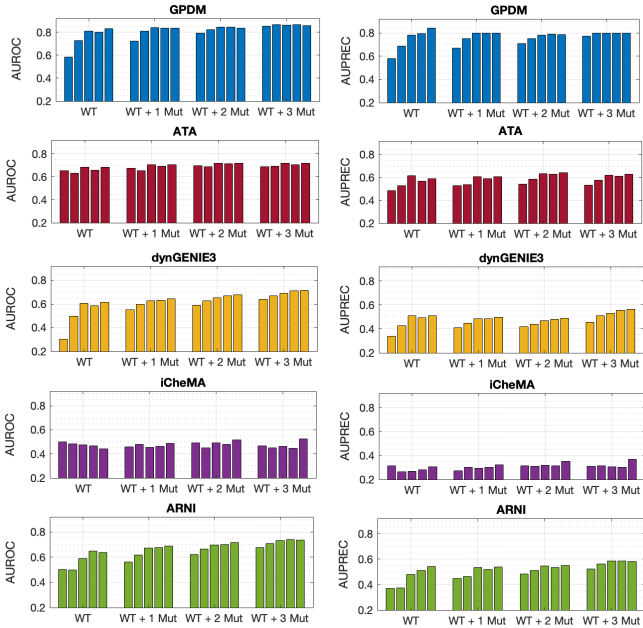 GPDM
AUROC
0.8
0.6
0.4
0.2
WT
WT + 1 Mut
WT + 2 Mut
WT + 3 Mut
GPDM
AUPREC
0.8
0.6
0.4
0.2
WT
WT + 1 Mut
WT + 2 Mut
WT + 3 Mut
ATA
AUROC
0.8
0.6
0.4
0.2
WT
WT + 1 Mut
WT + 2 Mut
WT + 3 Mut
ATA
AUPREC
0.8
0.6
0.4
0.2
WT
WT + 1 Mut
WT + 2 Mut
WT + 3 Mut
dynGENIE3
AUROC
0.8
0.6
0.4
0.2
WT
WT + 1 Mut
WT + 2 Mut
WT + 3 Mut
dynGENIE3
AUPREC
0.8
0.6
0.4
0.2
WT
WT + 1 Mut
WT + 2 Mut
WT + 3 Mut
iCheMA
AUROC
0.8
0.6
0.4
0.2
WT
WT + 1 Mut
WT + 2 Mut
WT + 3 Mut
iCheMA
AUPREC
0.8
0.6
0.4
0.2
WT
WT + 1 Mut
WT + 2 Mut
WT + 3 Mut
ARNI
AUROC
0.8
0.6
0.4
0.2
WT
WT + 1 Mut
WT + 2 Mut
WT + 3 Mut
ARNI
AUPREC
0.8
0.6
0.4
0.2
WT
WT + 1 Mut
WT + 2 Mut
WT + 3 Mut